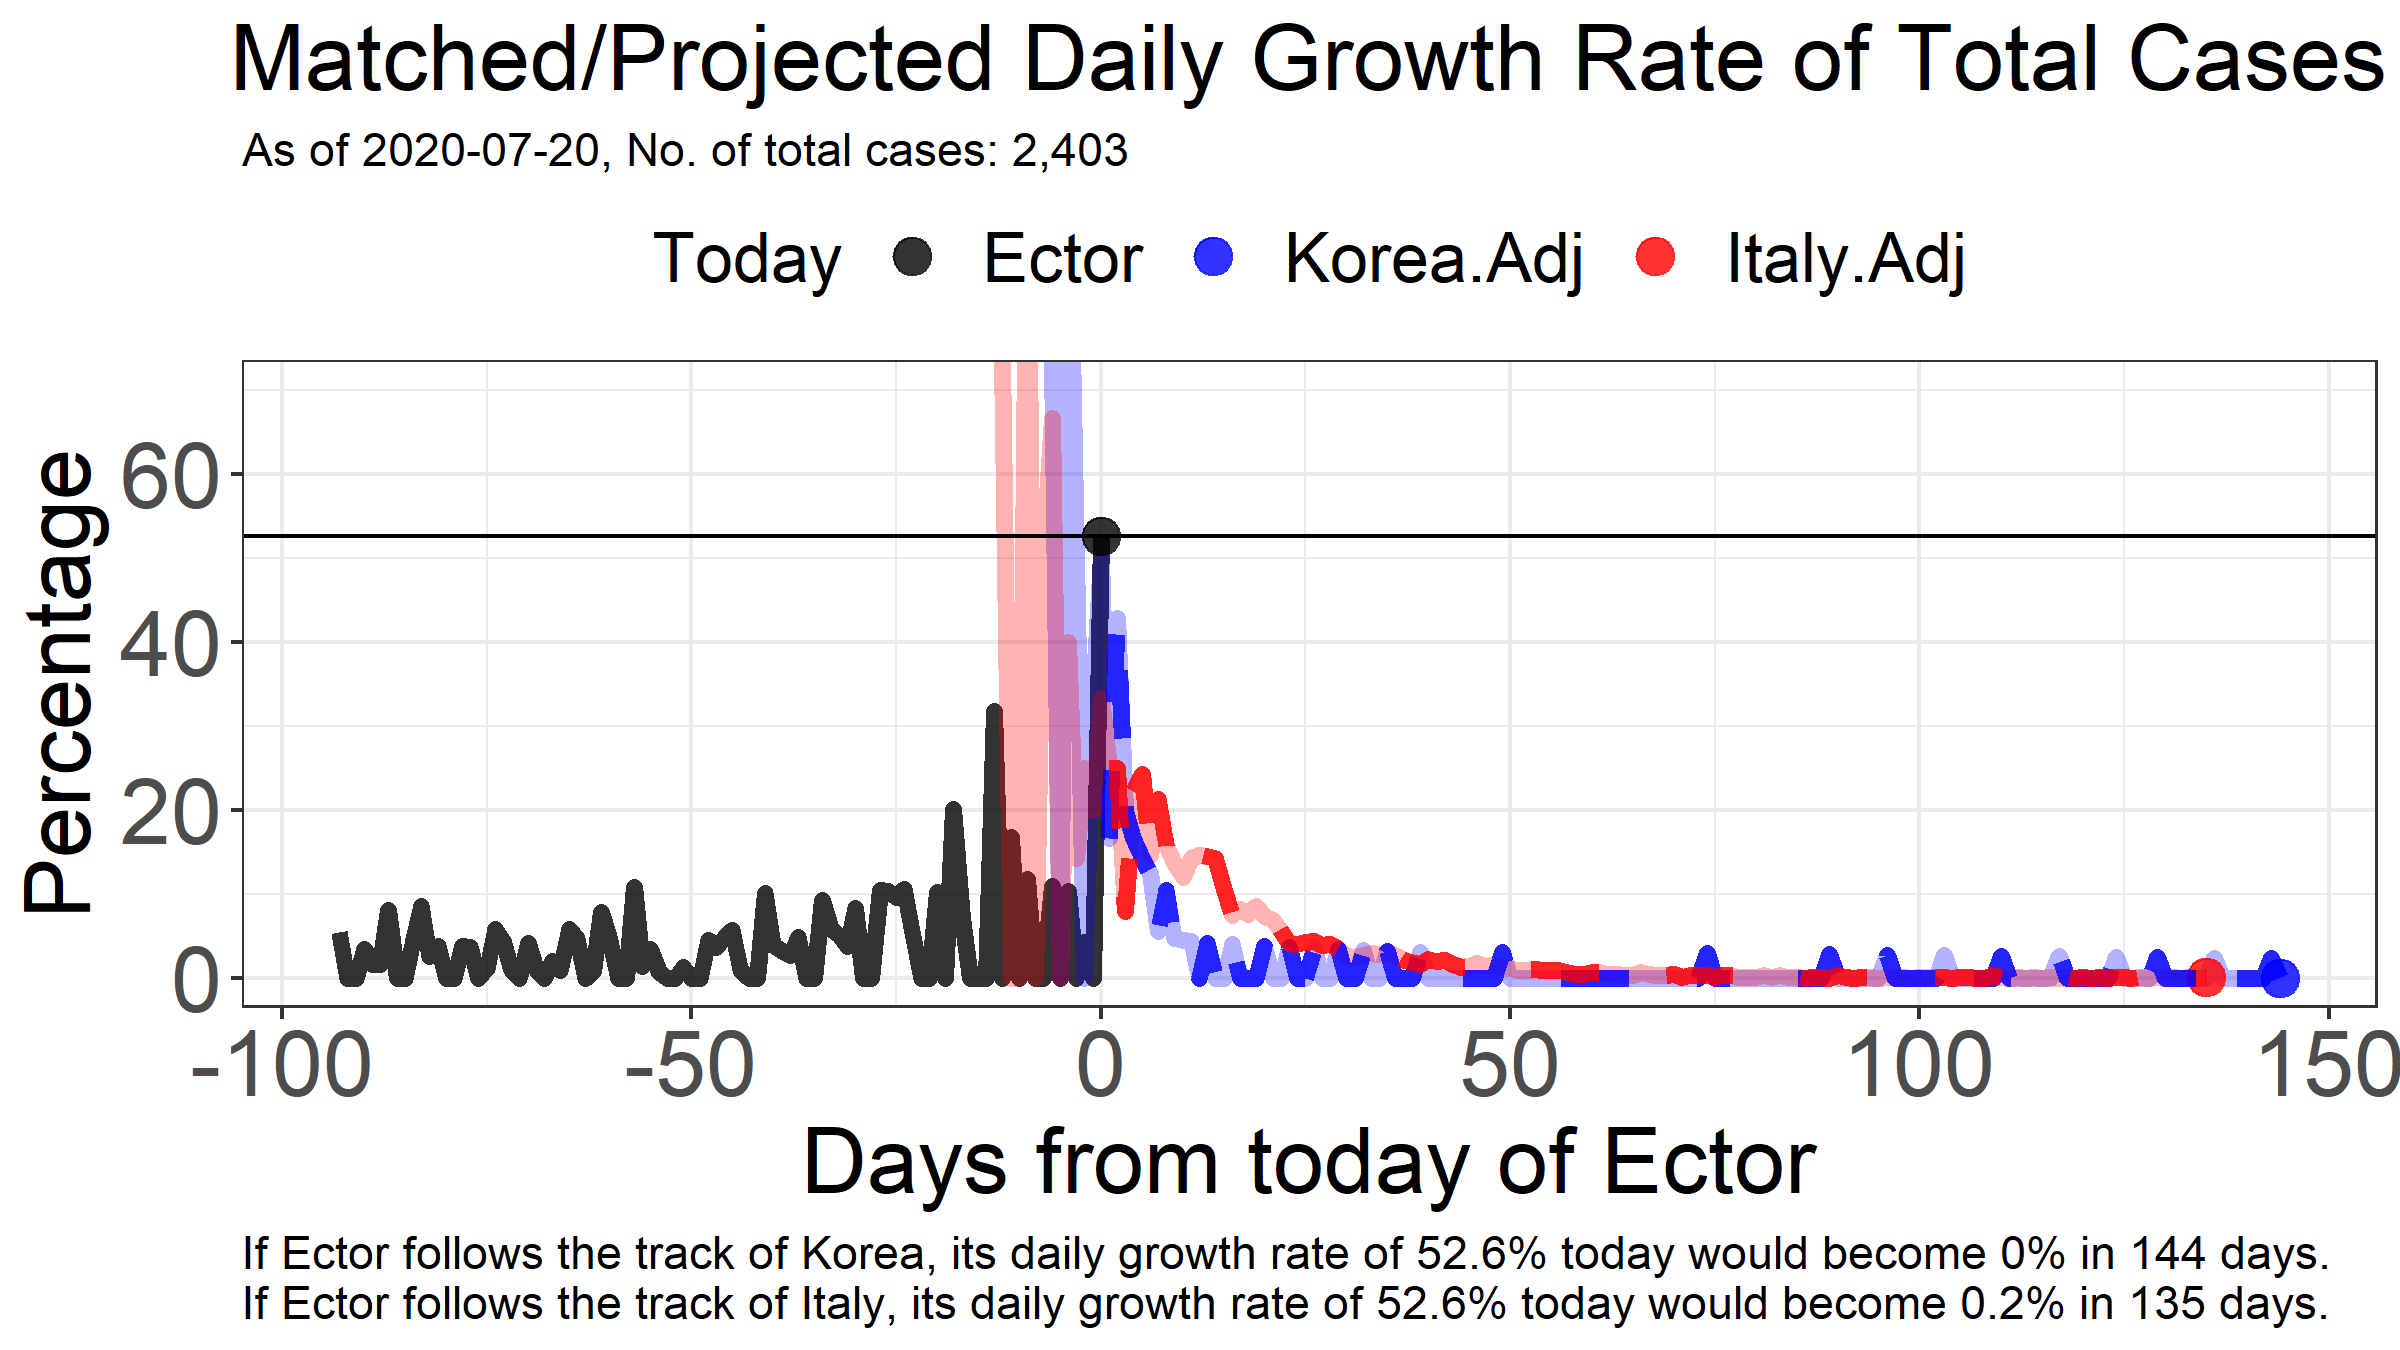 Matched/Projected Daily Growth Rate of Total Cases
As of 2020-07-20, No. of total cases: 2,403
Today Ector Korea.Adj Italy.Adj
Percentage
60
40
20
0
-100 -50 0 50 100 150
Days from today of Ector
If Ector follows the track of Korea, its daily growth rate of 52.6% today would become 0% in 144 days.
If Ector follows the track of Italy, its daily growth rate of 52.6% today would become 0.2% in 135 days.